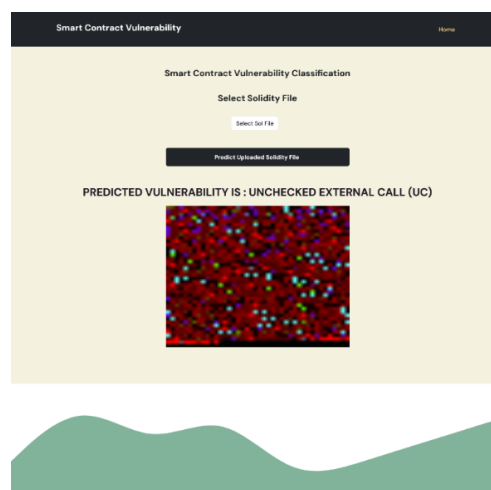 Smart Contract Vulnerability
Home
Smart Contract Vulnerability Classification
Select Solidity File
Select Sol File
Predict Uploaded Solidity File
PREDICTED VULNERABILITY IS : UNCHECKED EXTERNAL CALL (UC)